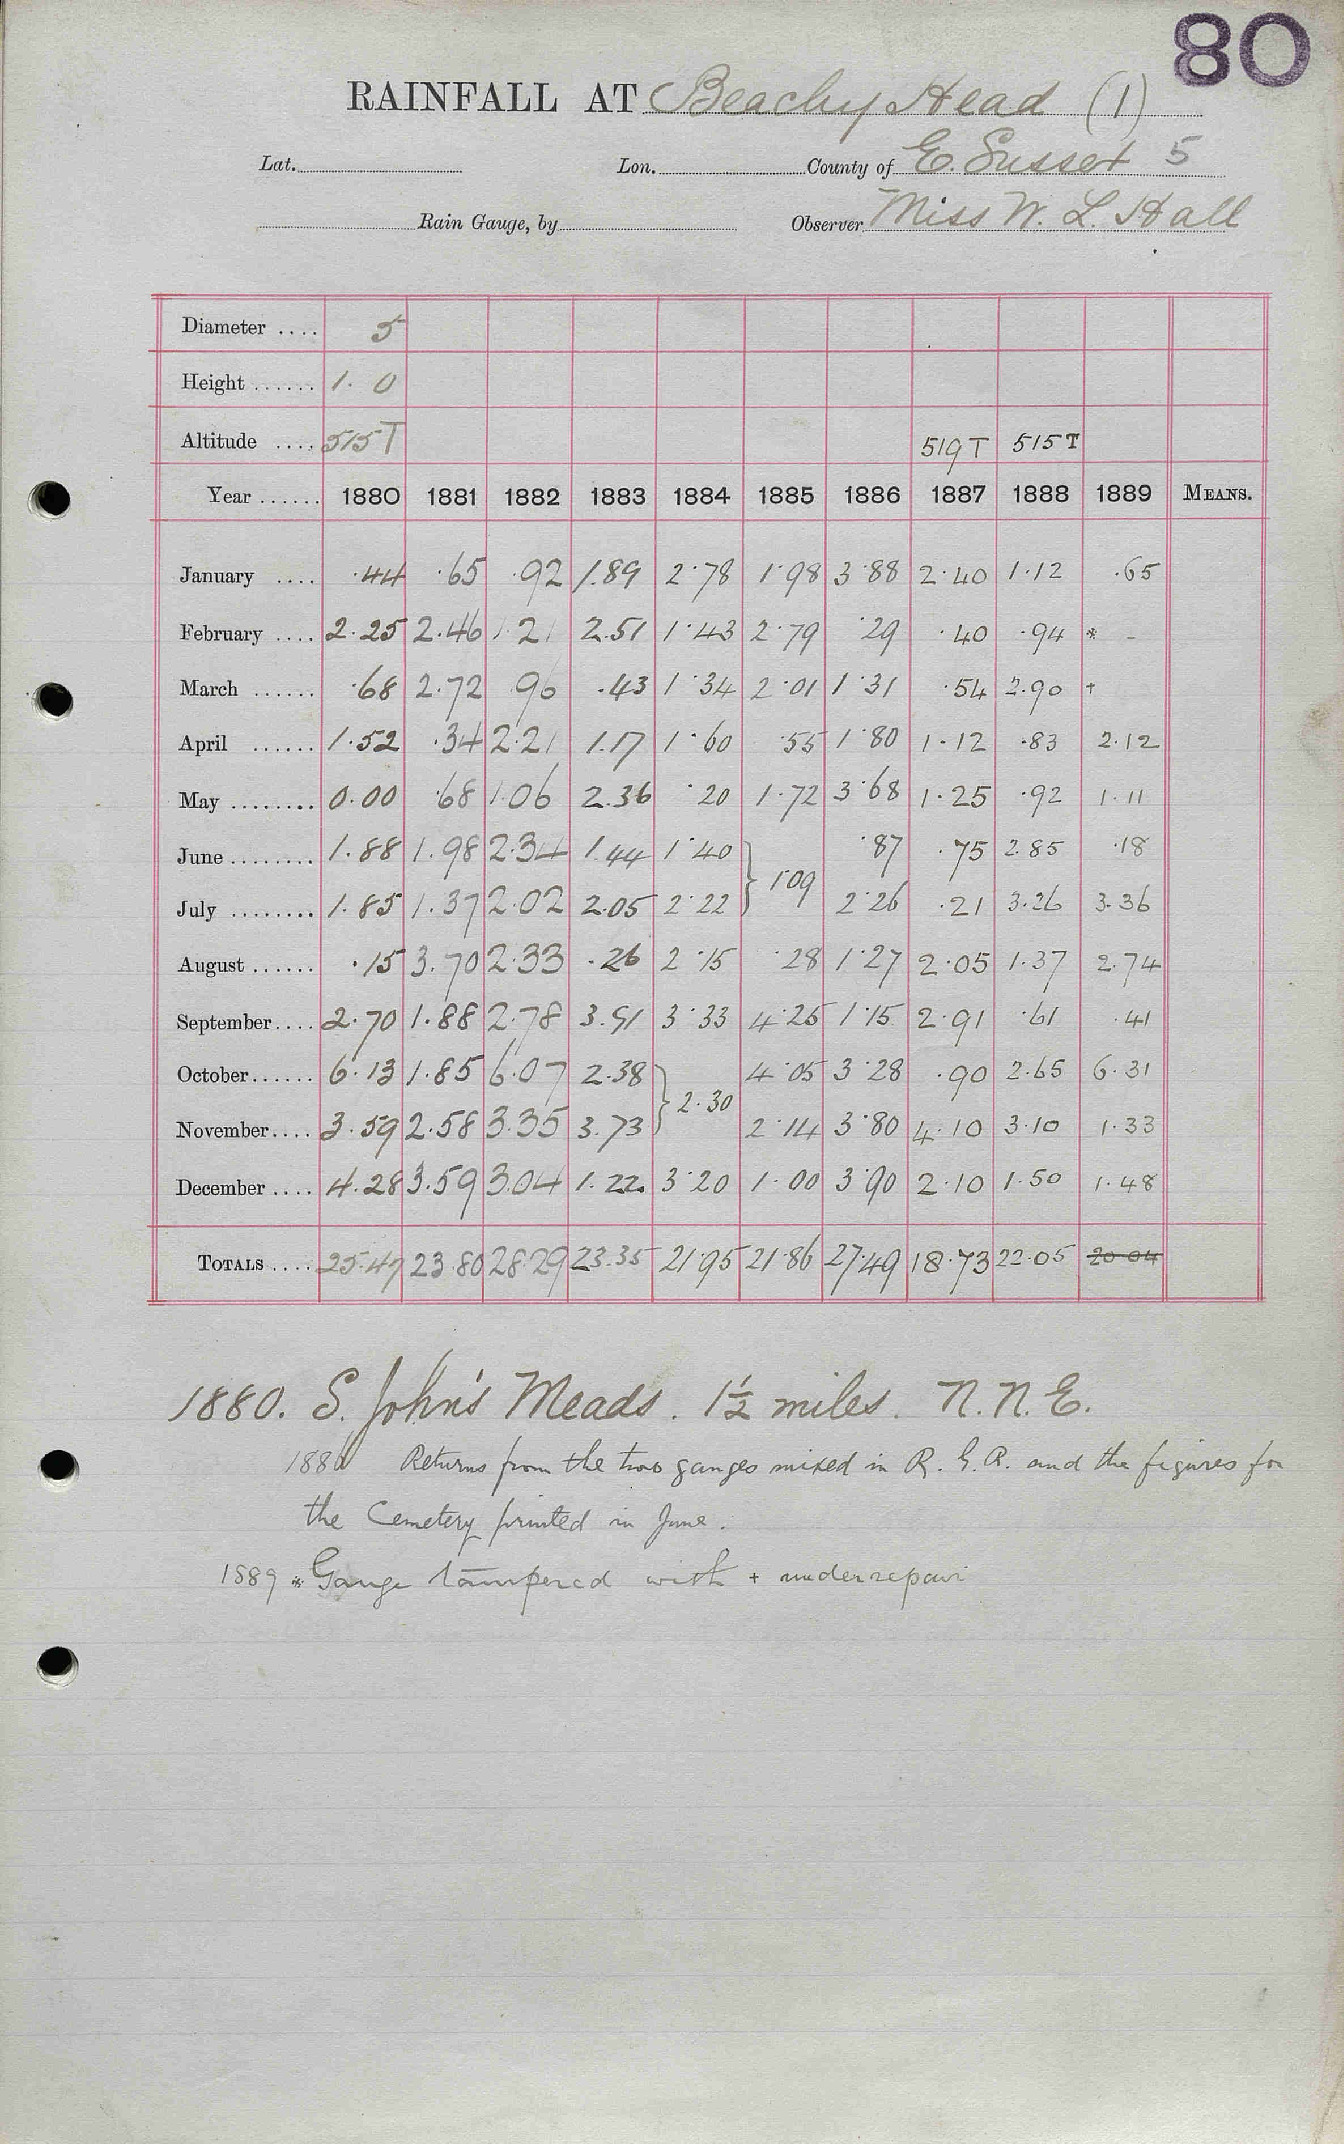 80
RAINFALL AT Beachy Head (1)
Lat. Lon. County of E. Sussex 5
Rain Gauge, by Observer Miss W. L. Hall
Diameter .... 5
Height ...... 1. 0
Altitude .... 515T 519 T 515 T
Year ...... 1880 1881 1882 1883 1884 1885 1886 1887 1888 1889 MEANS.
January .... .44 .65 .92 1.89 2.78 1.98 3.88 2.40 1.12 .65
February .... 2.25 2.46 1.21 2.51 1.43 2.79 .29 .40 .94 * -
March ...... .68 2.72 .96 .43 1.34 2.01 1.31 .54 2.90 +
April ...... 1.52 .34 2.21 1.17 1.60 .55 1.80 1.12 .83 2.12
May ........ 0.00 .68 1.06 2.36 .20 1.72 3.68 1.25 .92 1.11
June ........ 1.88 1.98 2.34 1.44 1.40 .87 .75 2.85 .18
} 1.09
July ........ 1.85 1.37 2.02 2.05 2.22 2.26 .21 3.26 3.36
August ...... .15 3.70 2.33 .26 2.15 .28 1.27 2.05 1.37 2.74
September .... 2.70 1.88 2.78 3.91 3.33 4.25 1.15 2.91 .61 .41
October ...... 6.13 1.85 6.07 2.38 4.05 3.28 .90 2.65 6.31
} 2.30
November .... 3.59 2.58 3.35 3.73 2.14 3.80 4.10 3.10 1.33
December .... 4.28 3.59 3.04 1.22 3.20 1.00 3.90 2.10 1.50 1.48
TOTALS .... 25.47 23.80 28.29 23.35 21.95 21.86 27.49 18.73 22.05 20.04
1880. S. John's Meads. 1½ miles. N.N.E.
Returns from the two gauges mixed in R. G. R. and the figures for
the Cemetery printed in June.
1889 * Gauge tampered with + under repair